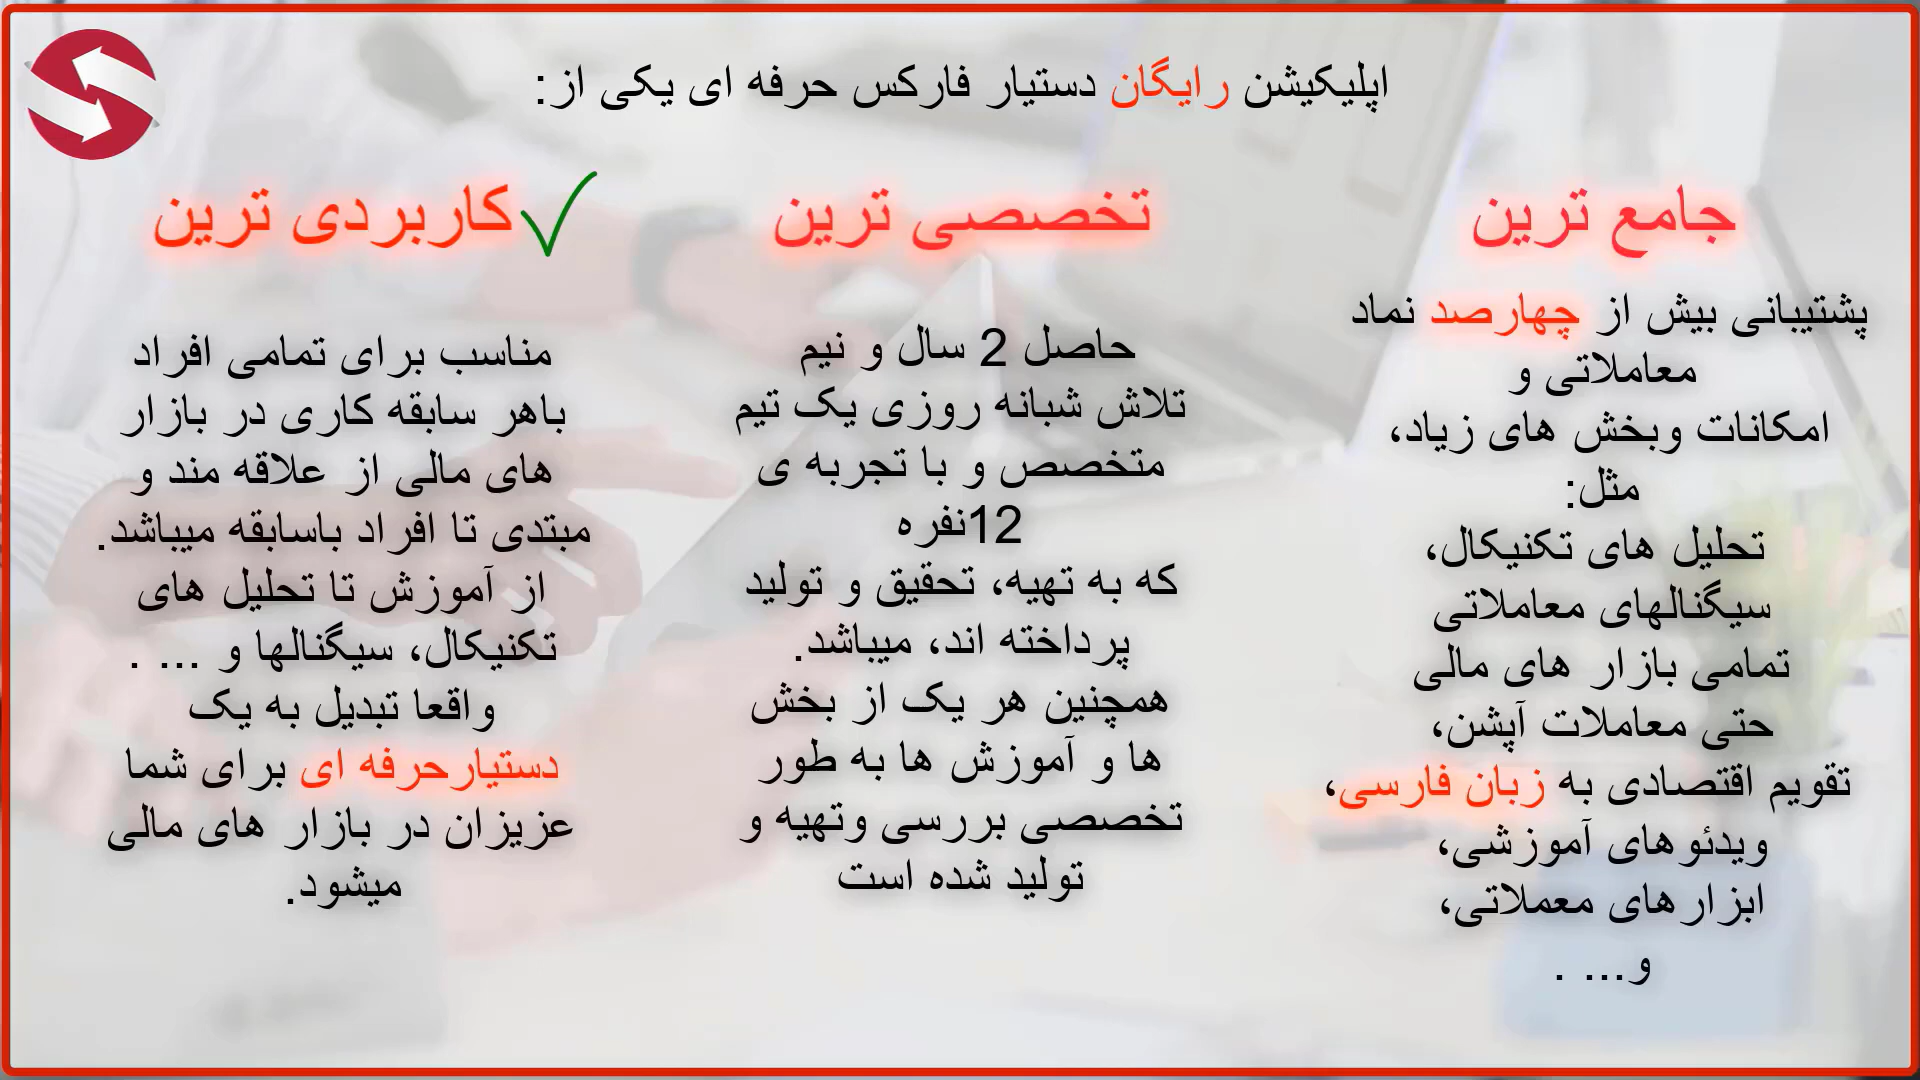 اپلیکیشن رایگان دستیار فارکس حرفه ای یکی از:
جامع ترین
پشتیبانی بیش از چهارصد نماد
معاملاتی و
امکانات وبخش های زیاد،
مثل:
تحلیل های تکنیکال،
سیگنالهای معاملاتی
تمامی بازار های مالی
حتی معاملات آپشن،
تقویم اقتصادی به زبان فارسی،
ویدئوهای آموزشی،
ابزارهای معملاتی،
و... .
تخصصی ترین
حاصل 2 سال و نیم
تلاش شبانه روزی یک تیم
متخصص و با تجربه ی
12نفره
که به تهیه، تحقیق و تولید
پرداخته اند، میباشد.
همچنین هر یک از بخش
ها و آموزش ها به طور
تخصصی بررسی وتهیه و
تولید شده است
کاربردی ترین
مناسب برای تمامی افراد
باهر سابقه کاری در بازار
های مالی از علاقه مند و
مبتدی تا افراد باسابقه میباشد.
از آموزش تا تحلیل های
تکنیکال، سیگنالها و ... .
واقعا تبدیل به یک
دستیارحرفه ای برای شما
عزیزان در بازار های مالی
میشود.